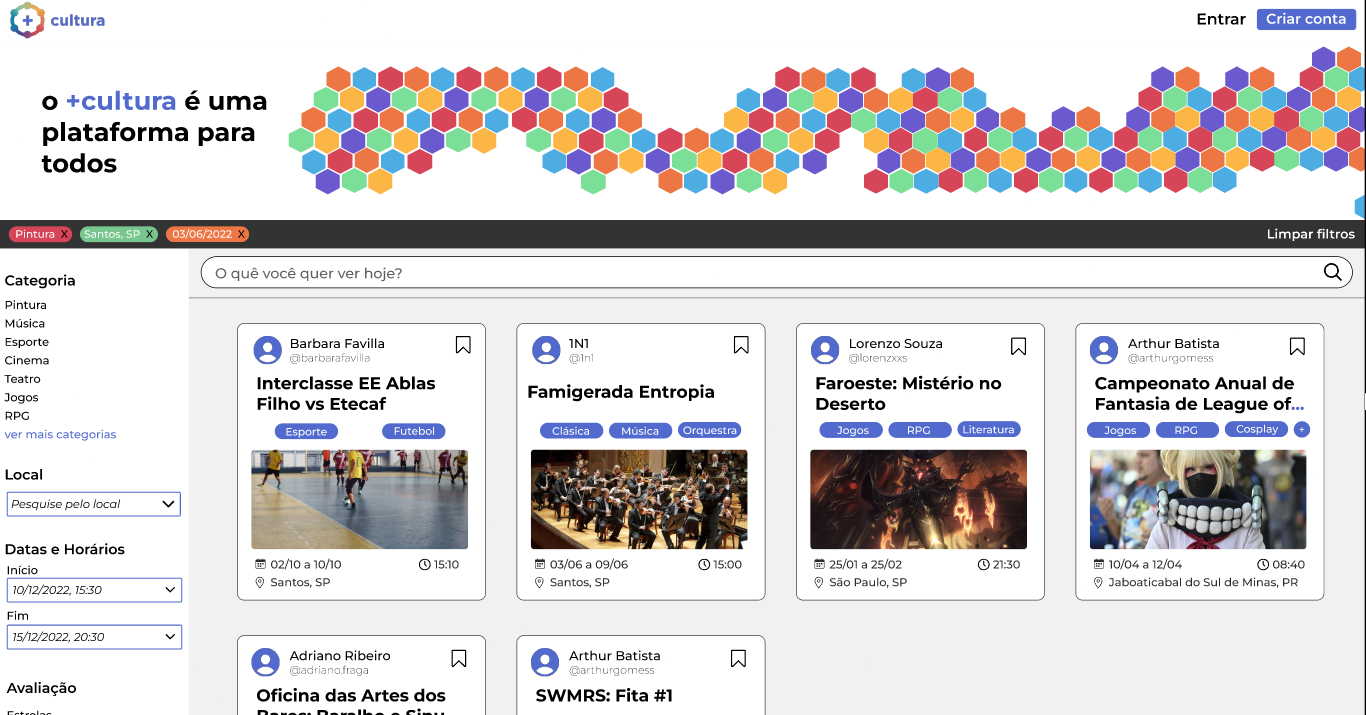 + cultura
Entrar
Criar conta
o +cultura é uma
plataforma para
todos
Pintura X
Santos, SP X
03/06/2022 X
Limpar filtros
O quê você quer ver hoje?
Categoria
Pintura
Música
Esporte
Cinema
Teatro
Jogos
RPG
ver mais categorias
Local
Pesquise pelo local
Datas e Horários
Início
10/12/2022, 15:30
Fim
15/12/2022, 20:30
Avaliação
Estrelas
Barbara Favilla
@barbarafavilla
Interclasse EE Ablas
Filho vs Etecaf
Esporte
Futebol
02/10 a 10/10
15:10
Santos, SP
1N1
@1n1
Famigerada Entropia
Clásica
Música
Orquestra
03/06 a 09/06
15:00
Santos, SP
Lorenzo Souza
@lorenzxxs
Faroeste: Mistério no
Deserto
Jogos
RPG
Literatura
25/01 a 25/02
21:30
São Paulo, SP
Arthur Batista
@arthurgomess
Campeonato Anual de
Fantasia de League of...
Jogos
RPG
Cosplay
+
10/04 a 12/04
08:40
Jaboaticabal do Sul de Minas, PR
Adriano Ribeiro
@adriano.fraga
Oficina das Artes dos
Bares: Baralho e Sinu
Arthur Batista
@arthurgomess
SWMRS: Fita #1